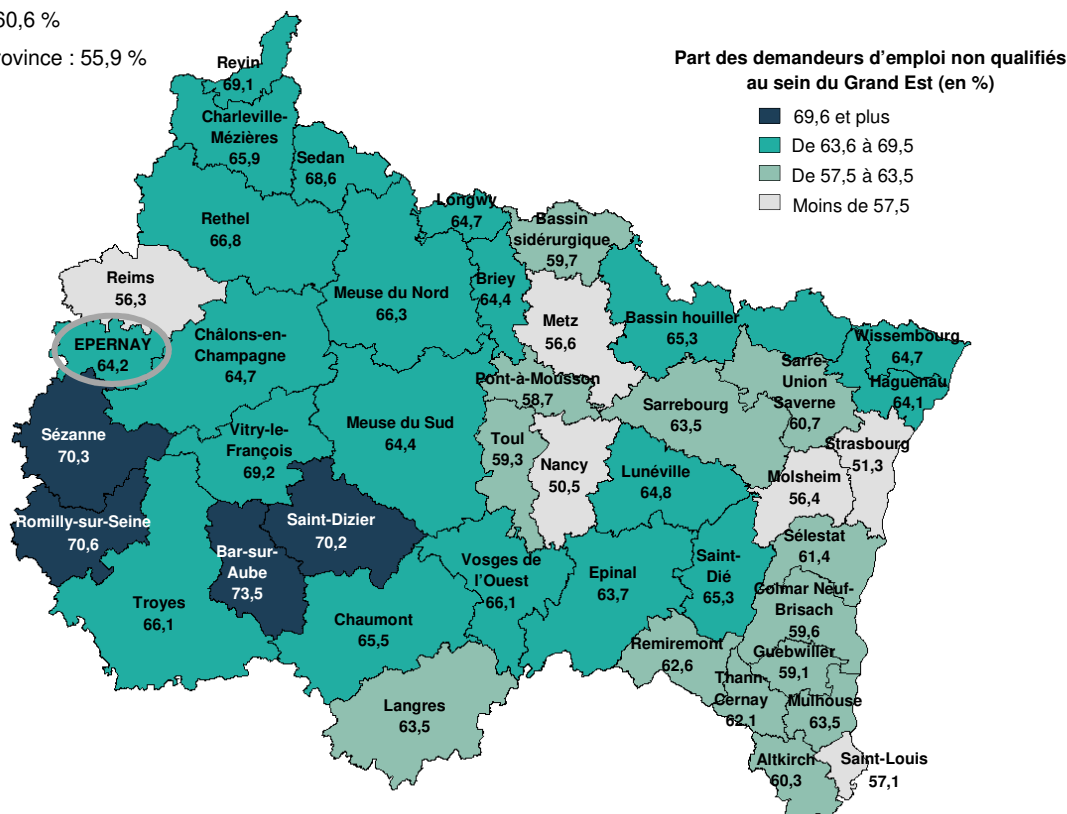 60,6 %
rovince : 55,9 %
Part des demandeurs d'emploi non qualifiés
au sein du Grand Est (en %)
69,6 et plus
De 63,6 à 69,5
De 57,5 à 63,5
Moins de 57,5
Revin
69,1
Charleville-
Mézières
65,9
Sedan
68,6
Rethel
66,8
Longwy
64,7
Bassin
sidérurgique
59,7
Reims
56,3
Meuse du Nord
66,3
Briey
64,4
Metz
56,6
Bassin houiller
65,3
EPERNAY
64,2
Châlons-en-
Champagne
64,7
Wissembourg
64,7
Sarre-
Union
Saverne
60,7
Haguenau
64,1
Pont-à-Mousson
58,7
Sarrebourg
63,5
Sézanne
70,3
Vitry-le-
François
69,2
Meuse du Sud
64,4
Toul
59,3
Nancy
50,5
Lunéville
64,8
Strasbourg
51,3
Molsheim
56,4
Romilly-sur-Seine
70,6
Saint-Dizier
70,2
Bar-sur-
Aube
73,5
Sélestat
61,4
Vosges de
l'Ouest
66,1
Epinal
63,7
Saint-
Dié
65,3
Troyes
66,1
Chaumont
65,5
Colmar Neuf-
Brisach
59,6
Remiremont
62,6
Guebwiller
59,1
Thann-
Cernay
62,1
Mulhouse
63,5
Langres
63,5
Altkirch
60,3
Saint-Louis
57,1